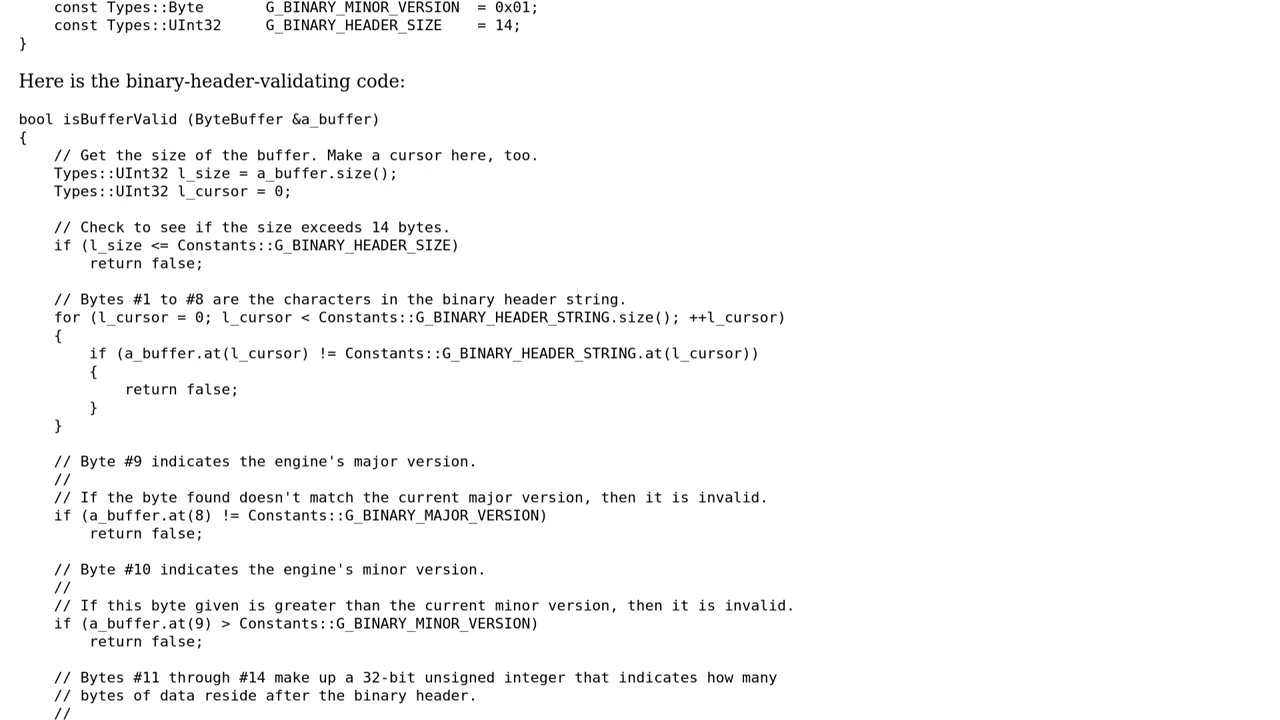 const Types::Byte       G_BINARY_MINOR_VERSION  = 0x01;
    const Types::UInt32     G_BINARY_HEADER_SIZE    = 14;
}
Here is the binary-header-validating code:
bool isBufferValid (ByteBuffer &a_buffer)
{
    // Get the size of the buffer. Make a cursor here, too.
    Types::UInt32 l_size = a_buffer.size();
    Types::UInt32 l_cursor = 0;

    // Check to see if the size exceeds 14 bytes.
    if (l_size <= Constants::G_BINARY_HEADER_SIZE)
        return false;

    // Bytes #1 to #8 are the characters in the binary header string.
    for (l_cursor = 0; l_cursor < Constants::G_BINARY_HEADER_STRING.size(); ++l_cursor)
    {
        if (a_buffer.at(l_cursor) != Constants::G_BINARY_HEADER_STRING.at(l_cursor))
        {
            return false;
        }
    }

    // Byte #9 indicates the engine's major version.
    //
    // If the byte found doesn't match the current major version, then it is invalid.
    if (a_buffer.at(8) != Constants::G_BINARY_MAJOR_VERSION)
        return false;

    // Byte #10 indicates the engine's minor version.
    //
    // If this byte given is greater than the current minor version, then it is invalid.
    if (a_buffer.at(9) > Constants::G_BINARY_MINOR_VERSION)
        return false;

    // Bytes #11 through #14 make up a 32-bit unsigned integer that indicates how many
    // bytes of data reside after the binary header.
    //